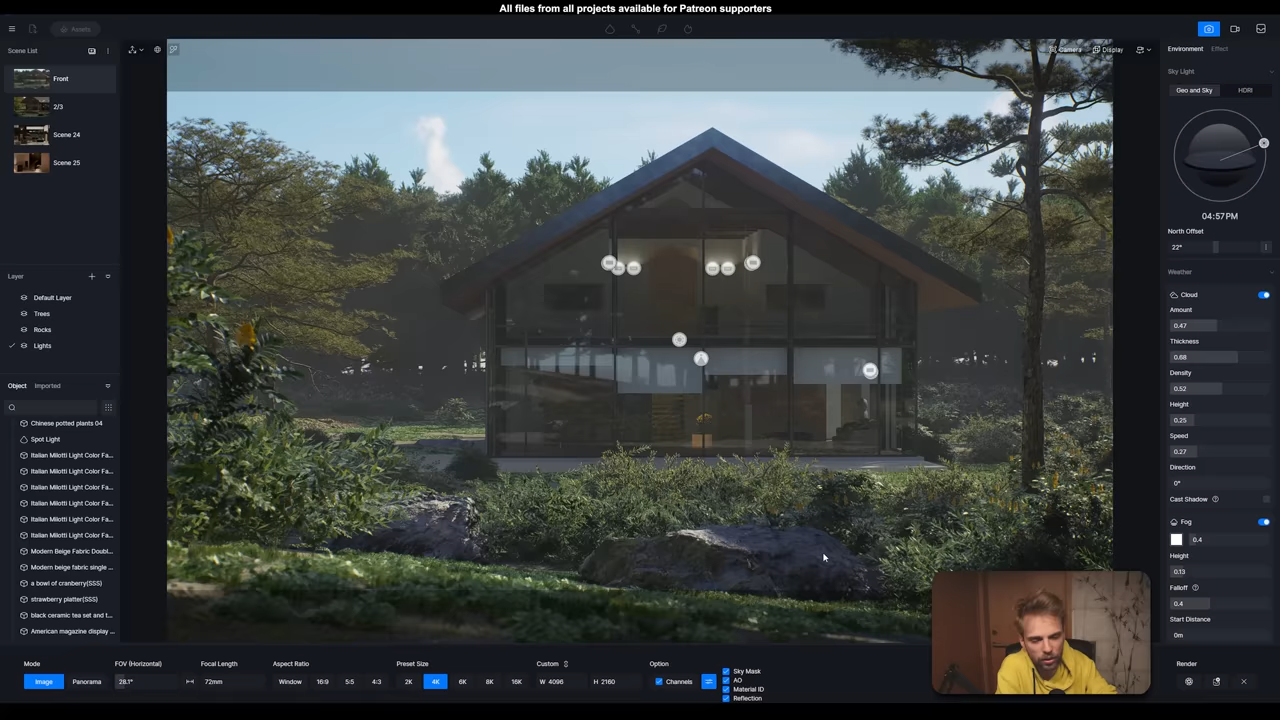 All files from all projects available for Patreon supporters
Assets
Scene List
Front
2/3
Scene 24
Scene 25
Layer
Default Layer
Trees
Rocks
Lights
Object Imported
Chinese potted plants 04
Spot Light
Italian Milotti Light Color Fa...
Italian Milotti Light Color Fa...
Italian Milotti Light Color Fa...
Italian Milotti Light Color Fa...
Italian Milotti Light Color Fa...
Italian Milotti Light Color Fa...
Modern Beige Fabric Doubl...
Modern beige fabric single ...
a bowl of cranberry(SSS)
strawberry platter(SSS)
black ceramic tea set and t...
American magazine display ...
Camera Display
Environment Effect
Sky Light
Geo and Sky HDRI
04:57PM
North Offset
22°
Weather
Cloud
Amount
0.47
Thickness
0.68
Density
0.52
Height
0.25
Speed
0.27
Direction
0°
Cast Shadow
Fog
0.4
Height
0.13
Falloff
0.4
Start Distance
0m
Mode
Image Panorama
FOV (Horizontal)
28.1°
Focal Length
72mm
Aspect Ratio
Window 16:9 5:5 4:3
Preset Size
2K 4K 6K 8K 16K
Custom
W 4096 H 2160
Option
Channels
Sky Mask
AO
Material ID
Reflection
Render